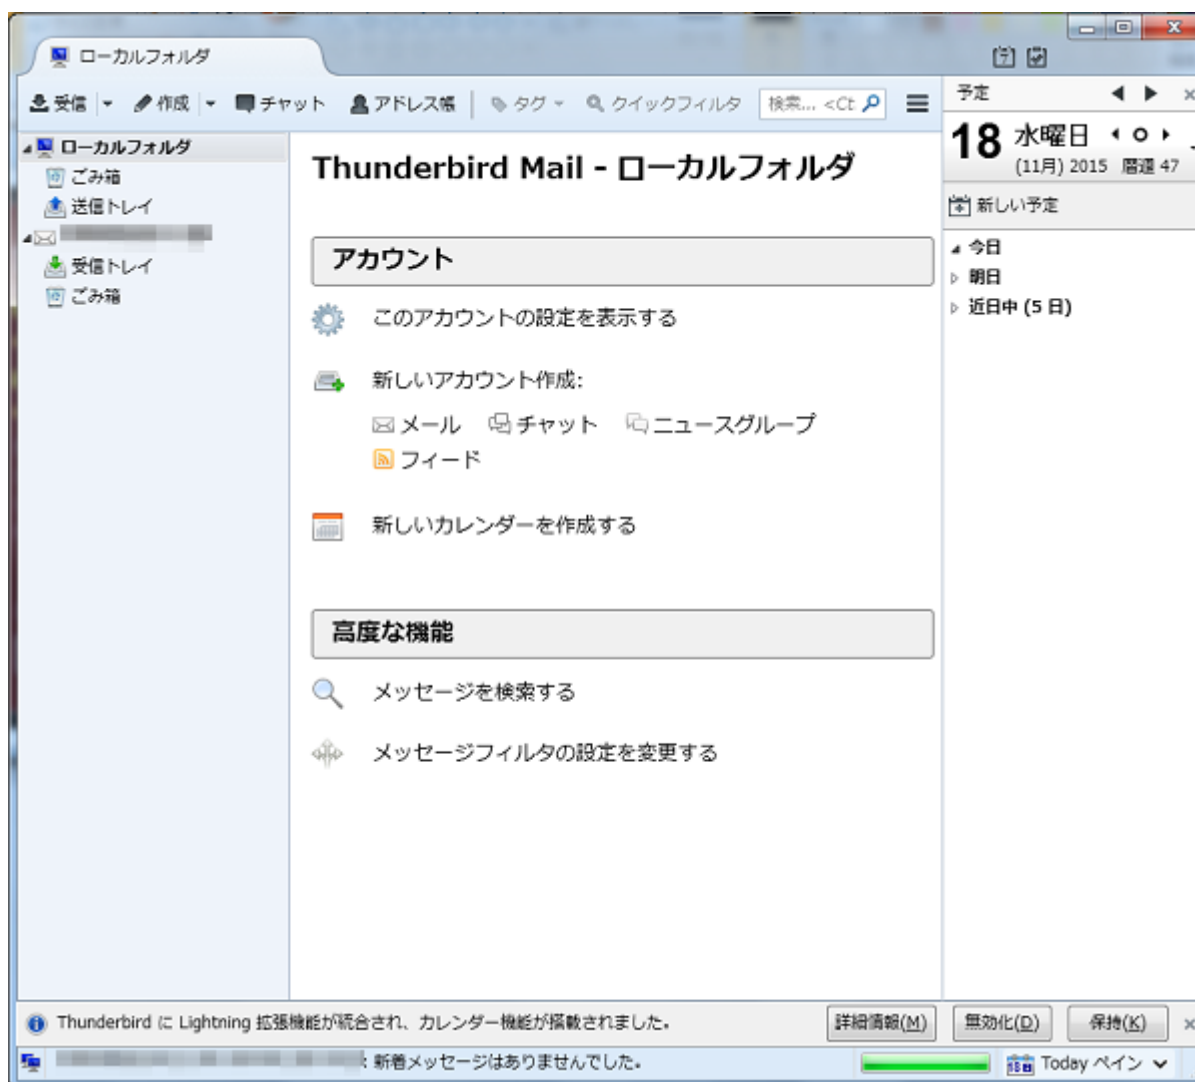 ローカルフォルダ
受信 作成 チャット アドレス帳 タグ クイックフィルタ 検索... <Ct
ローカルフォルダ
ごみ箱
送信トレイ
受信トレイ
ごみ箱
Thunderbird Mail - ローカルフォルダ
アカウント
このアカウントの設定を表示する
新しいアカウント作成:
メール チャット ニュースグループ
フィード
新しいカレンダーを作成する
高度な機能
メッセージを検索する
メッセージフィルタの設定を変更する
予定
18 水曜日
(11月) 2015 暦週 47
新しい予定
今日
明日
近日中 (5 日)
Thunderbird に Lightning 拡張機能が統合され、カレンダー機能が搭載されました。 詳細情報(M) 無効化(D) 保持(K)
: 新着メッセージはありませんでした。 18 Today ペイン